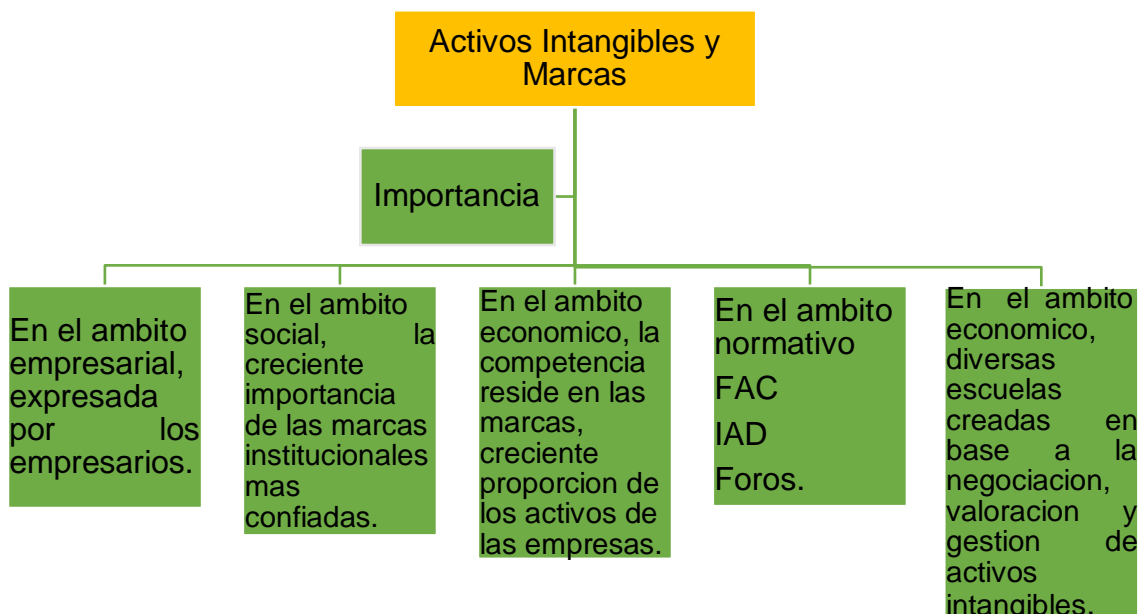 Activos Intangibles y
Marcas
Importancia
En el ambito
empresarial,
expresada
por los
empresarios.
En el ambito
social, la
creciente
importancia
de las marcas
institucionales
mas
confiadas.
En el ambito
economico, la
competencia
reside en las
marcas,
creciente
proporcion de
los activos de
las empresas.
En el ambito
normativo
FAC
IAD
Foros.
En el ambito
economico,
diversas
escuelas
creadas en
base a la
negociacion,
valoracion y
gestion de
activos
intangibles.